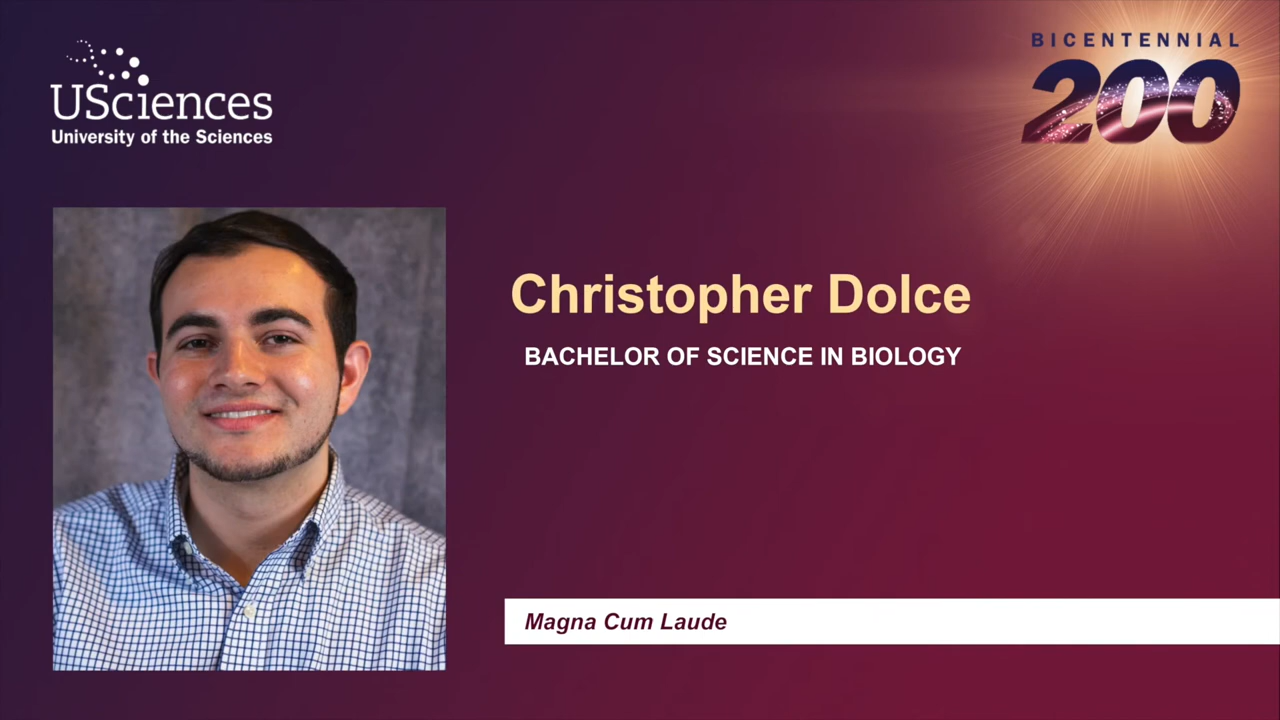 USciences
University of the Sciences
BICENTENNIAL
200
Christopher Dolce
BACHELOR OF SCIENCE IN BIOLOGY
Magna Cum Laude